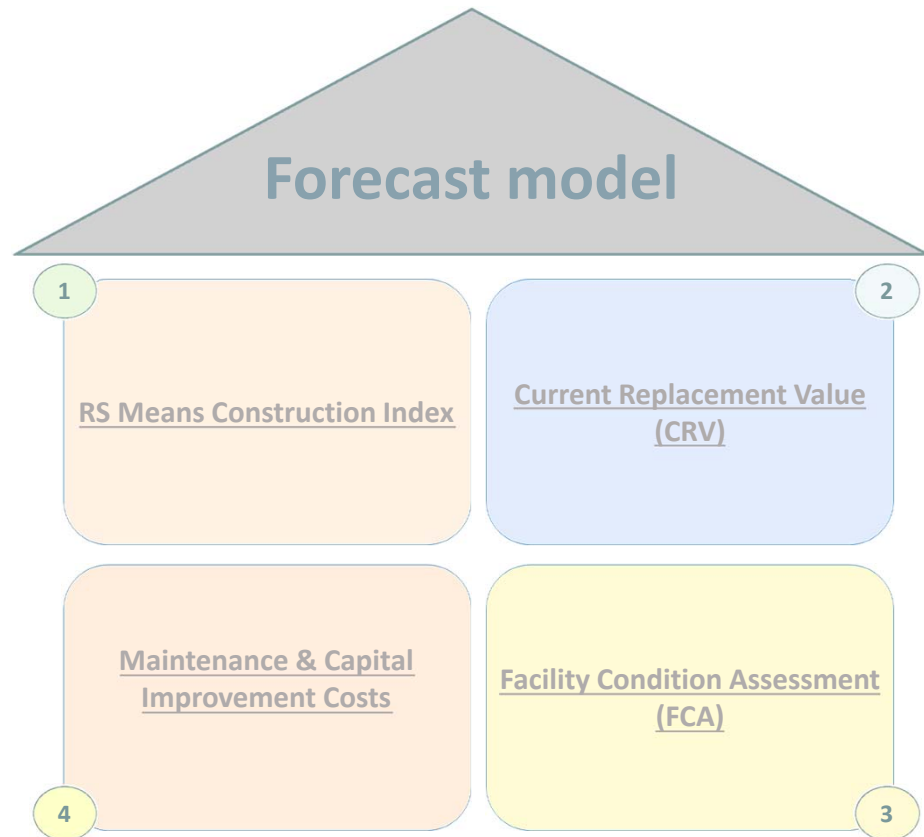 Forecast model
1
2
RS Means Construction Index
Current Replacement Value
(CRV)
Maintenance & Capital
Improvement Costs
Facility Condition Assessment
(FCA)
4
3